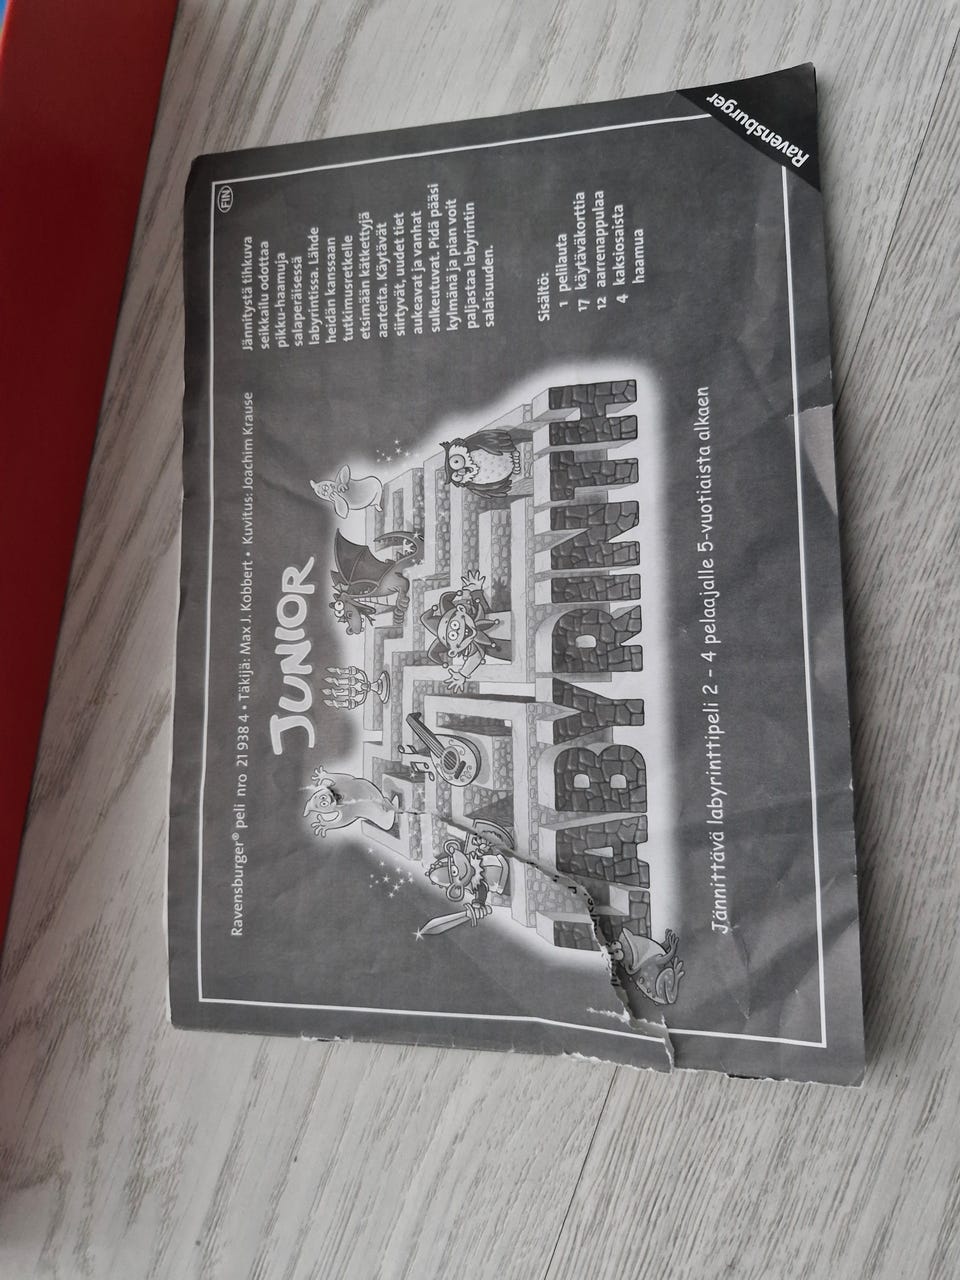 Ravensburger® peli nro 21 938 4 • Täkijä: Max J. Kobbert • Kuvitus: Joachim Krause
FIN
JUNIOR
LABYRINTH
Jännittävä labyrinttipeli 2 – 4 pelaajalle 5-vuotiaista alkaen
Jännitystä tihkuva
seikkailu odottaa
pikku-haamuja
salaperäisessä
labyrintissa. Lähde
heidän kanssaan
tutkimusretkelle
etsimään kätkettyjä
aarteita. Käytävät
siirtyvät, uudet tiet
aukeavat ja vanhat
sulkeutuvat. Pidä pääsi
kylmänä ja pian voit
paljastaa labyrintin
salaisuuden.
Sisältö:
1 pelilauta
17 käytäväkorttia
12 aarrenappulaa
4 kaksiosaista
haamua
Ravensburger